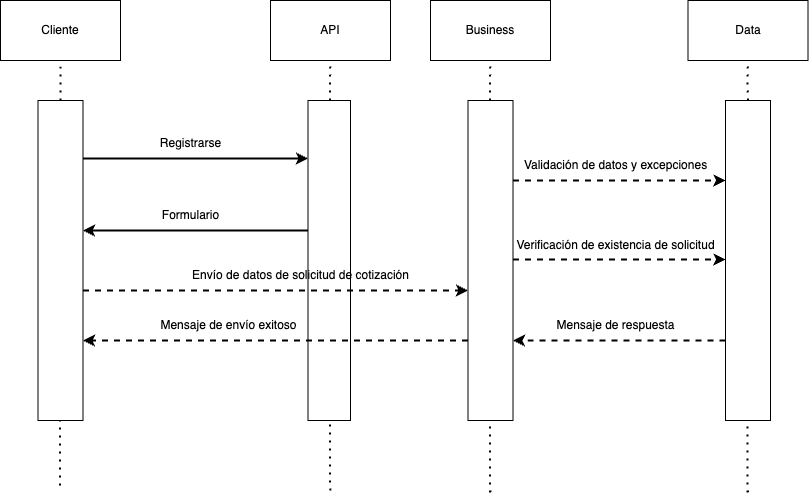 Cliente
API
Business
Data
Registrarse
Validación de datos y excepciones
Formulario
Verificación de existencia de solicitud
Envío de datos de solicitud de cotización
Mensaje de envío exitoso
Mensaje de respuesta